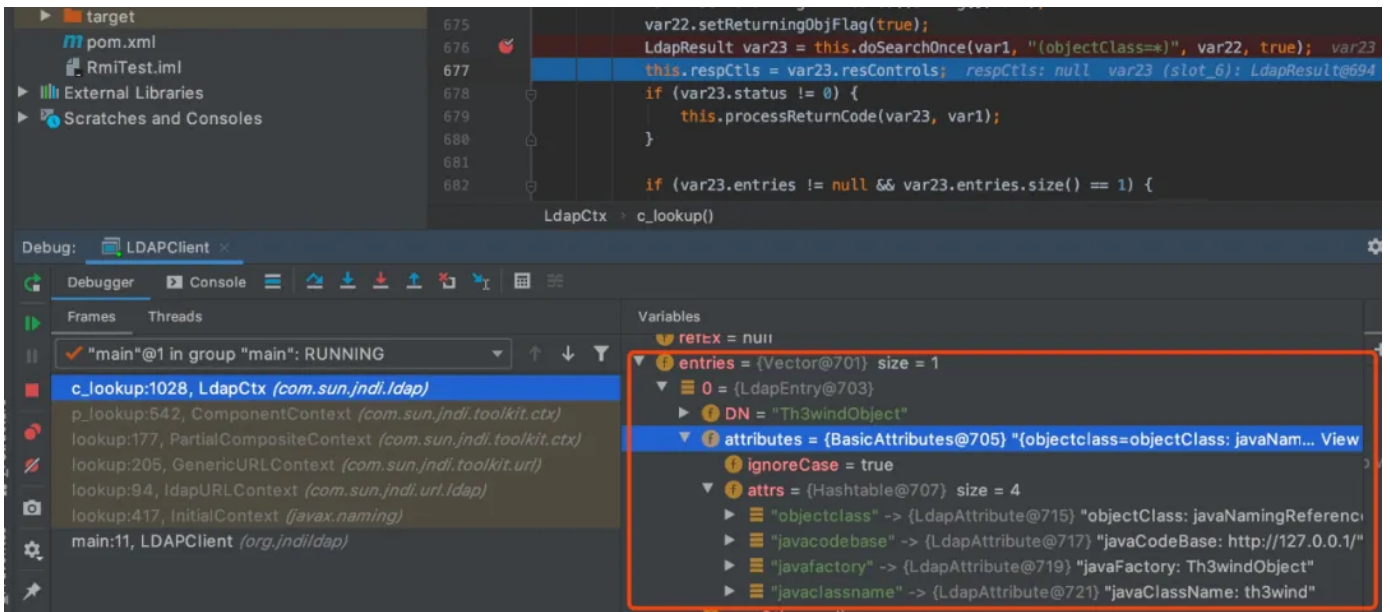 target
pom.xml
RmiTest.iml
External Libraries
Scratches and Consoles
675 var22.setReturningObjFlag(true);
676 LdapResult var23 = this.doSearchOnce(var1, "(objectClass=*)", var22, true); var23
677 this.respCtls = var23.resControls; respCtls: null var23 (slot_6): LdapResult@694
678 if (var23.status != 0) {
679 this.processReturnCode(var23, var1);
680 }
681
682 if (var23.entries != null && var23.entries.size() == 1) {
LdapCtx › c_lookup()
Debug: LDAPClient ×
Debugger Console
Frames Threads
"main"@1 in group "main": RUNNING
c_lookup:1028, LdapCtx (com.sun.jndi.ldap)
p_lookup:542, ComponentContext (com.sun.jndi.toolkit.ctx)
lookup:177, PartialCompositeContext (com.sun.jndi.toolkit.ctx)
lookup:205, GenericURLContext (com.sun.jndi.toolkit.url)
lookup:94, ldapURLContext (com.sun.jndi.url.ldap)
lookup:417, InitialContext (javax.naming)
main:11, LDAPClient (org.jndildap)
Variables
refEx = null
entries = {Vector@701} size = 1
0 = {LdapEntry@703}
DN = "Th3windObject"
attributes = {BasicAttributes@705} "{objectclass=objectClass: javaNam... View
ignoreCase = true
attrs = {Hashtable@707} size = 4
"objectclass" -> {LdapAttribute@715} "objectClass: javaNamingReference
"javacodebase" -> {LdapAttribute@717} "javaCodeBase: http://127.0.0.1/"
"javafactory" -> {LdapAttribute@719} "javaFactory: Th3windObject"
"javaclassname" -> {LdapAttribute@721} "javaClassName: th3wind"